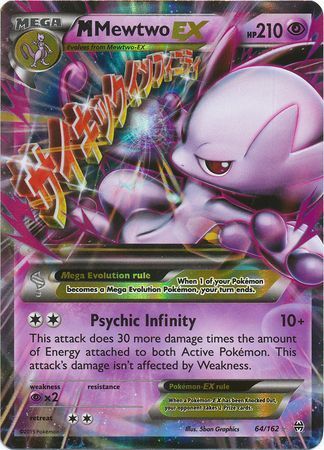 MEGA
M Mewtwo EX
HP210
Evolves from Mewtwo-EX
サイキックインフィニティ
Mega Evolution rule
When 1 of your Pokémon
becomes a Mega Evolution Pokémon, your turn ends.
Psychic Infinity 10+
This attack does 30 more damage times the amount
of Energy attached to both Active Pokémon. This
attack's damage isn't affected by Weakness.
weakness
resistance
×2
retreat
Pokémon-EX rule
When a Pokémon-EX has been Knocked Out,
your opponent takes 2 Prize cards.
©2015 Pokémon
Illus. 5ban Graphics
64/162